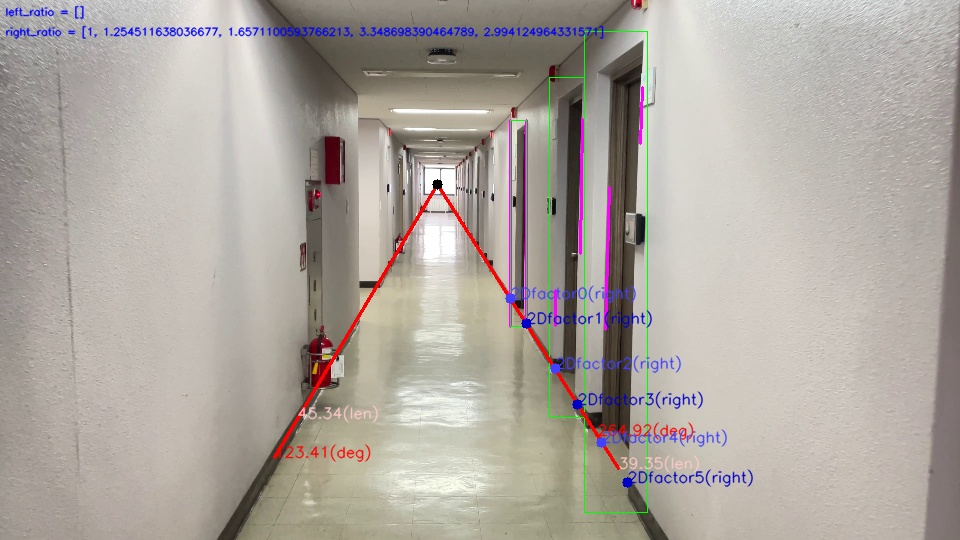 left_ratio = []
right_ratio = [1, 1.254511638036677, 1.6571100593766213, 3.348698390464789, 2.994124964331571]
2Dfactor0(right)
2Dfactor1(right)
2Dfactor2(right)
2Dfactor3(right)
45.34(len)
.92(deg)
2Dfactor4(right)
23.41(deg)
39.35(len)
2Dfactor5(right)